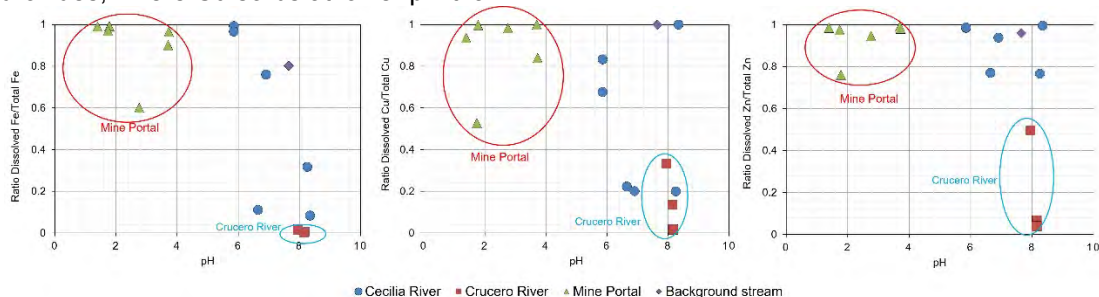 Ratio Dissolved Fe/Total Fe
1
0.8
0.6
0.4
0.2
0
0
2
4
6
8
10
pH
Mine Portal
Crucero River
Ratio Dissolved Cu/Total Cu
1
0.8
0.6
0.4
0.2
0
0
2
4
6
8
10
pH
Mine Portal
Crucero River
Ratio Dissolved Zn/Total Zn
1
0.8
0.6
0.4
0.2
0
0
2
4
6
8
10
pH
Mine Portal
Crucero River
Cecilia River
Crucero River
Mine Portal
Background stream